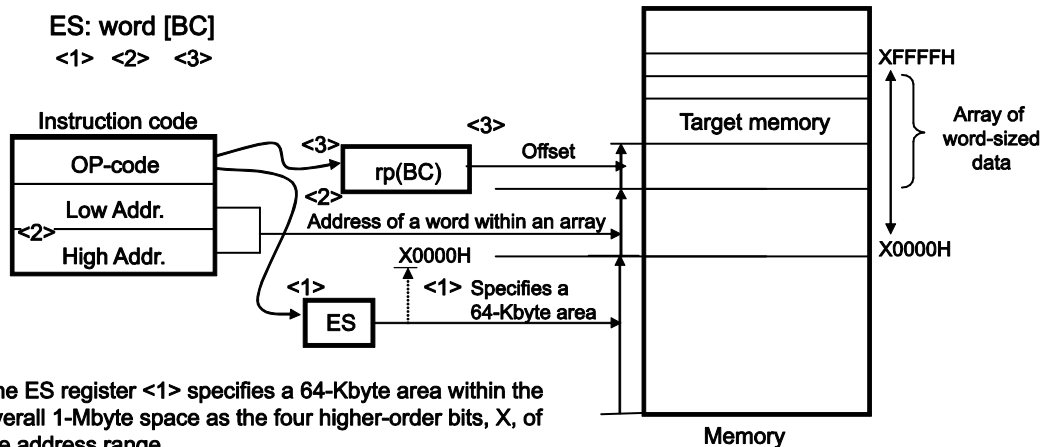 ES: word [BC]
<1> <2> <3>
Instruction code
OP-code
Low Addr.
<2>
High Addr.
<3>
rp(BC)
<3>
Offset
<2>
Address of a word within an array
X0000H
<1>
ES
<1> Specifies a
64-Kbyte area
Target memory
XFFFFH
Array of
word-sized
data
X0000H
Memory
ES register <1> specifies a 64-Kbyte area within the
overall 1-Mbyte space as the four higher-order bits, X, of
address range.